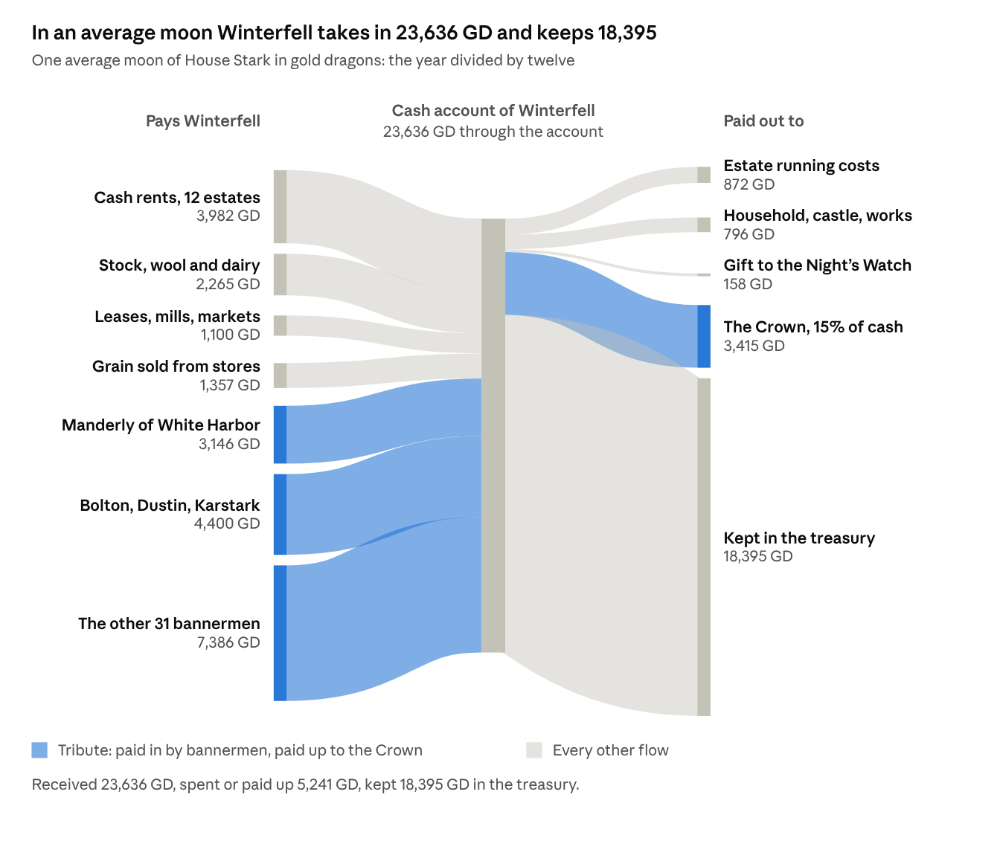 In an average moon Winterfell takes in 23,636 GD and keeps 18,395
One average moon of House Stark in gold dragons: the year divided by twelve
Pays Winterfell
Cash account of Winterfell
23,636 GD through the account
Paid out to
Cash rents, 12 estates
3,982 GD
Stock, wool and dairy
2,265 GD
Leases, mills, markets
1,100 GD
Grain sold from stores
1,357 GD
Manderly of White Harbor
3,146 GD
Bolton, Dustin, Karstark
4,400 GD
The other 31 bannermen
7,386 GD
Estate running costs
872 GD
Household, castle, works
796 GD
Gift to the Night’s Watch
158 GD
The Crown, 15% of cash
3,415 GD
Kept in the treasury
18,395 GD
Tribute: paid in by bannermen, paid up to the Crown
Every other flow
Received 23,636 GD, spent or paid up 5,241 GD, kept 18,395 GD in the treasury.